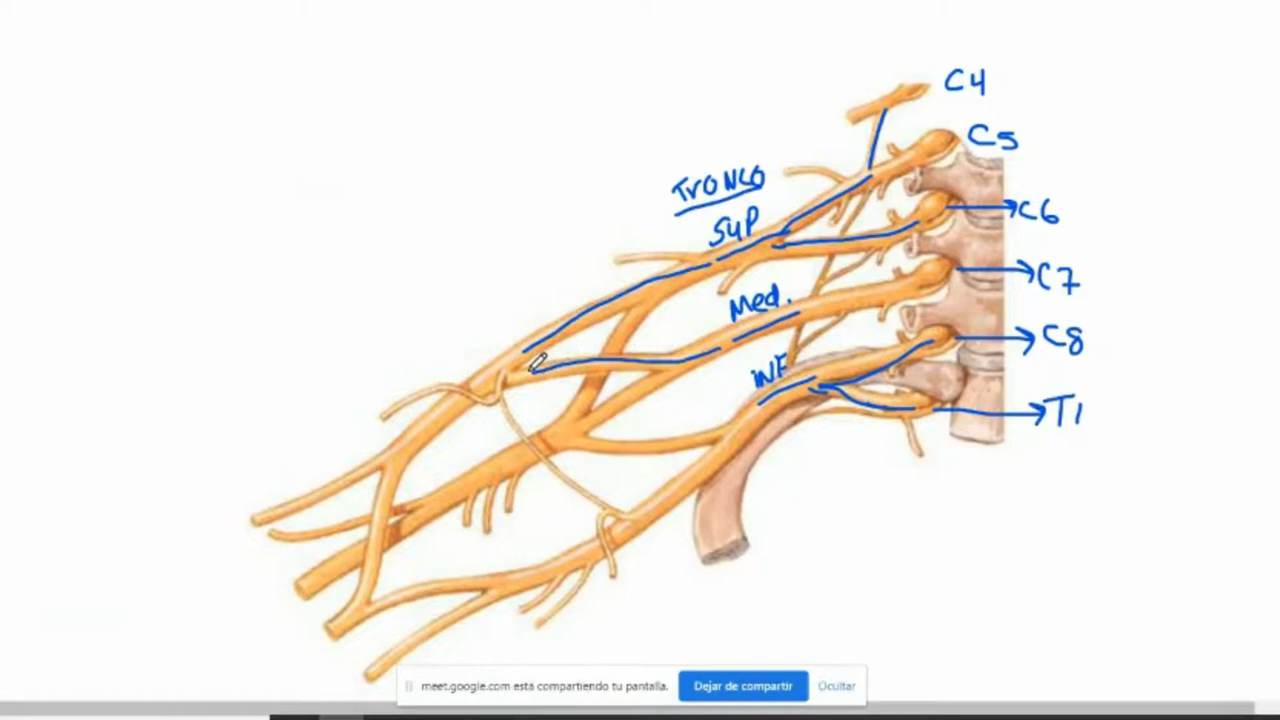 C4
C5
Tronco
SUP
C6
C7
Med.
C8
INF
T1
meet.google.com está compartiendo tu pantalla.
Dejar de compartir
Ocultar